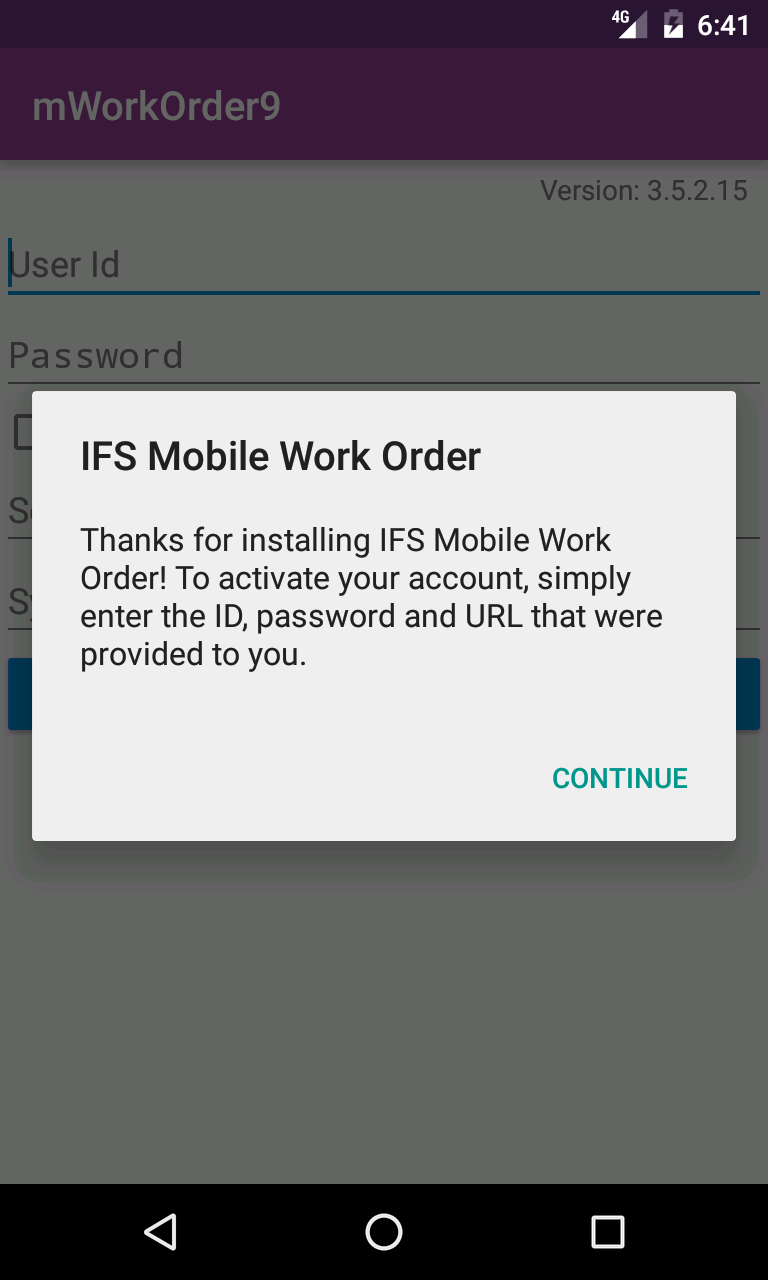 4G 6:41
mWorkOrder9
Version: 3.5.2.15
User Id
Password
IFS Mobile Work Order
Thanks for installing IFS Mobile Work
Order! To activate your account, simply
enter the ID, password and URL that were
provided to you.
CONTINUE